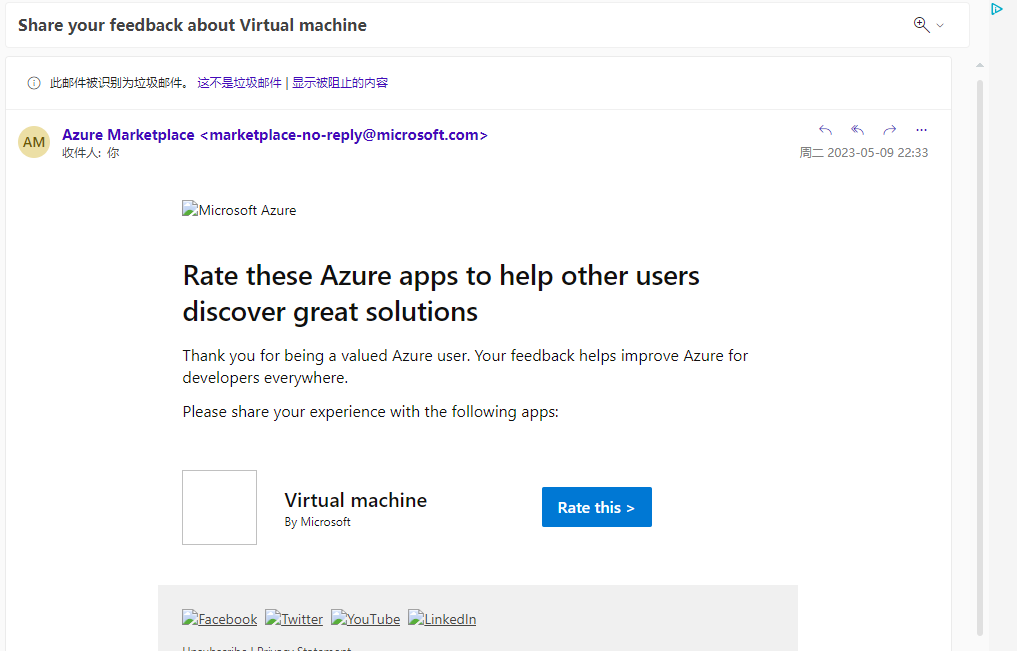 Share your feedback about Virtual machine
此邮件被识别为垃圾邮件。 这不是垃圾邮件 | 显示被阻止的内容
AM
Azure Marketplace <marketplace-no-reply@microsoft.com>
收件人: 你
周二 2023-05-09 22:33
Microsoft Azure
Rate these Azure apps to help other users
discover great solutions
Thank you for being a valued Azure user. Your feedback helps improve Azure for
developers everywhere.
Please share your experience with the following apps:
Virtual machine
By Microsoft
Rate this >
Facebook Twitter YouTube LinkedIn
Unsubscribe | Privacy Statement